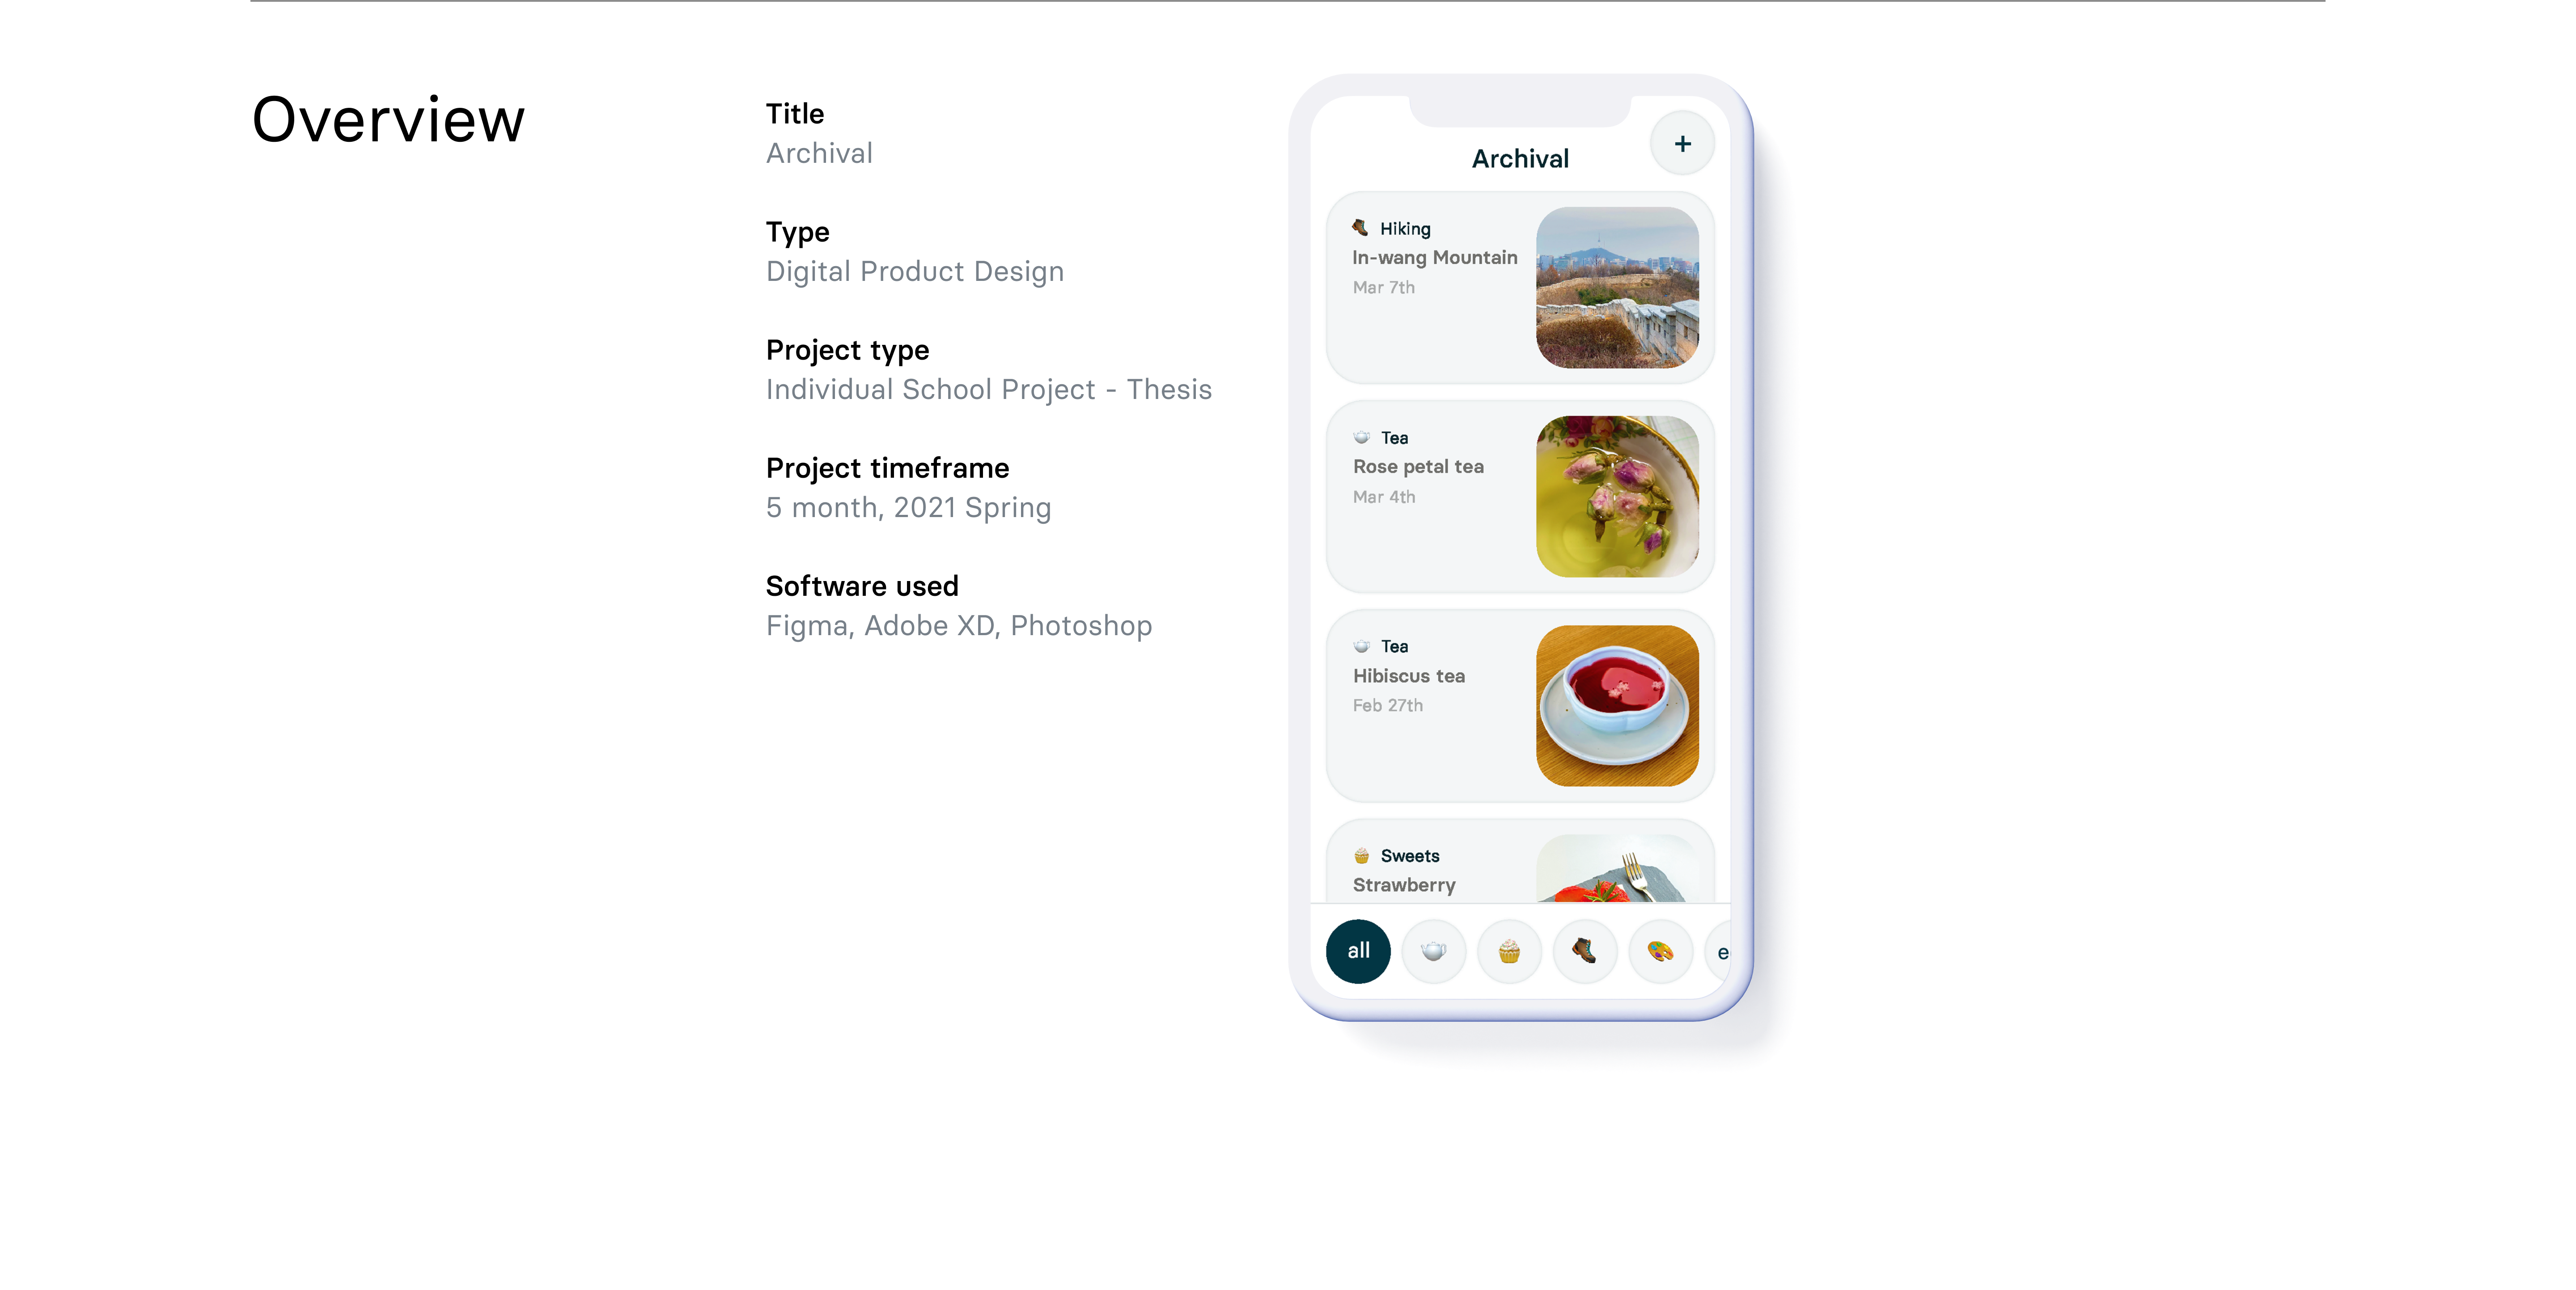 Overview
Title
Archival
Type
Digital Product Design
Project type
Individual School Project - Thesis
Project timeframe
5 month, 2021 Spring
Software used
Figma, Adobe XD, Photoshop
Archival
+
Hiking
In-wang Mountain
Mar 7th
Tea
Rose petal tea
Mar 4th
Tea
Hibiscus tea
Feb 27th
Sweets
Strawberry
all
e